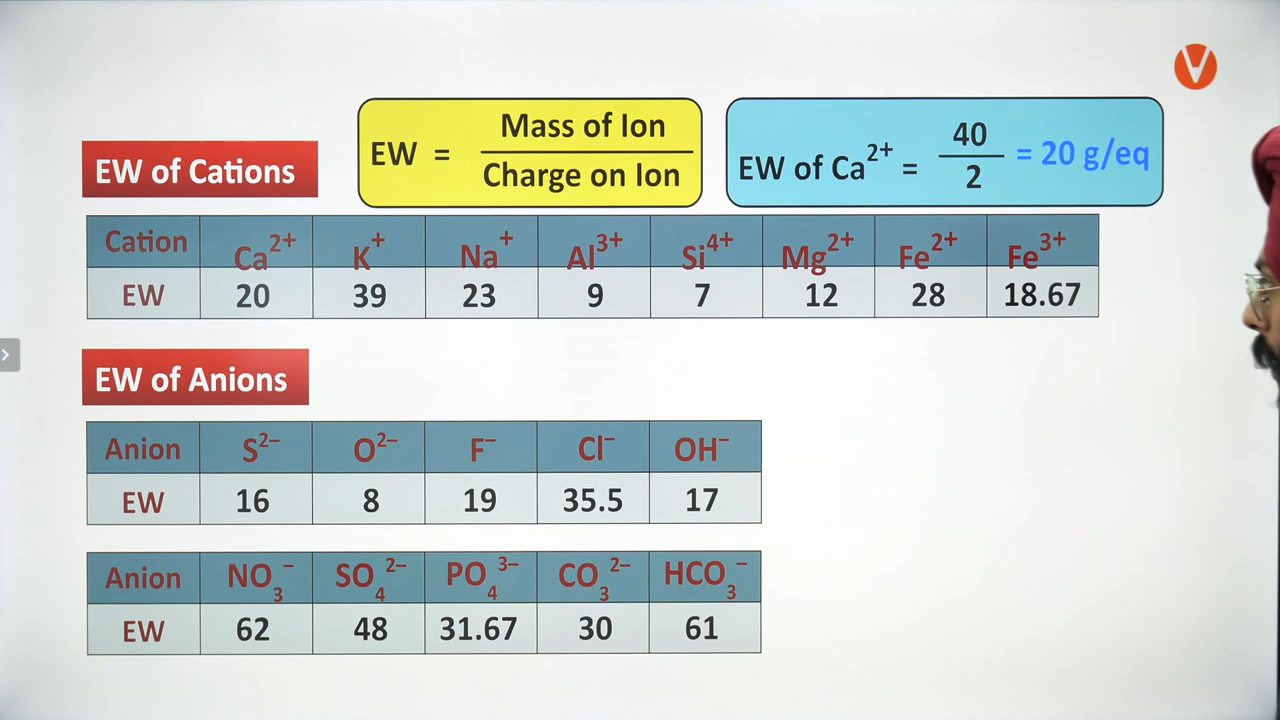 EW of Cations
EW = Mass of Ion / Charge on Ion
EW of Ca²⁺ = 40 / 2 = 20 g/eq
Cation Ca²⁺ K⁺ Na⁺ Al³⁺ Si⁴⁺ Mg²⁺ Fe²⁺ Fe³⁺
EW 20 39 23 9 7 12 28 18.67
EW of Anions
Anion S²⁻ O²⁻ F⁻ Cl⁻ OH⁻
EW 16 8 19 35.5 17
Anion NO₃⁻ SO₄²⁻ PO₄³⁻ CO₃²⁻ HCO₃⁻
EW 62 48 31.67 30 61